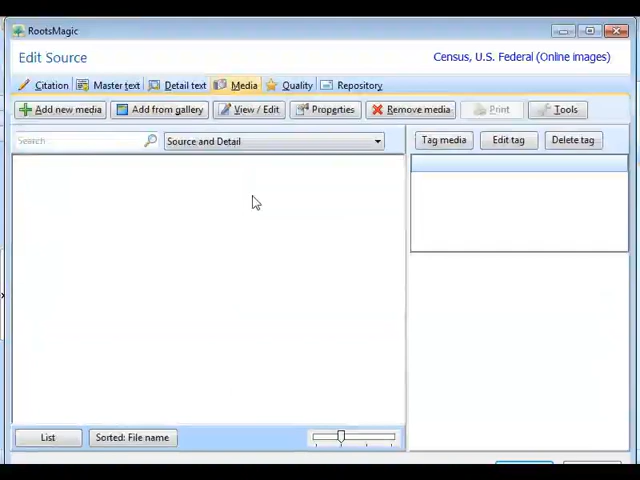 RootsMagic
Edit Source
Census, U.S. Federal (Online images)
Citation Master text Detail text Media Quality Repository
Add new media Add from gallery View / Edit Properties Remove media Print Tools
Search Source and Detail Tag media Edit tag Delete tag
List Sorted: File name